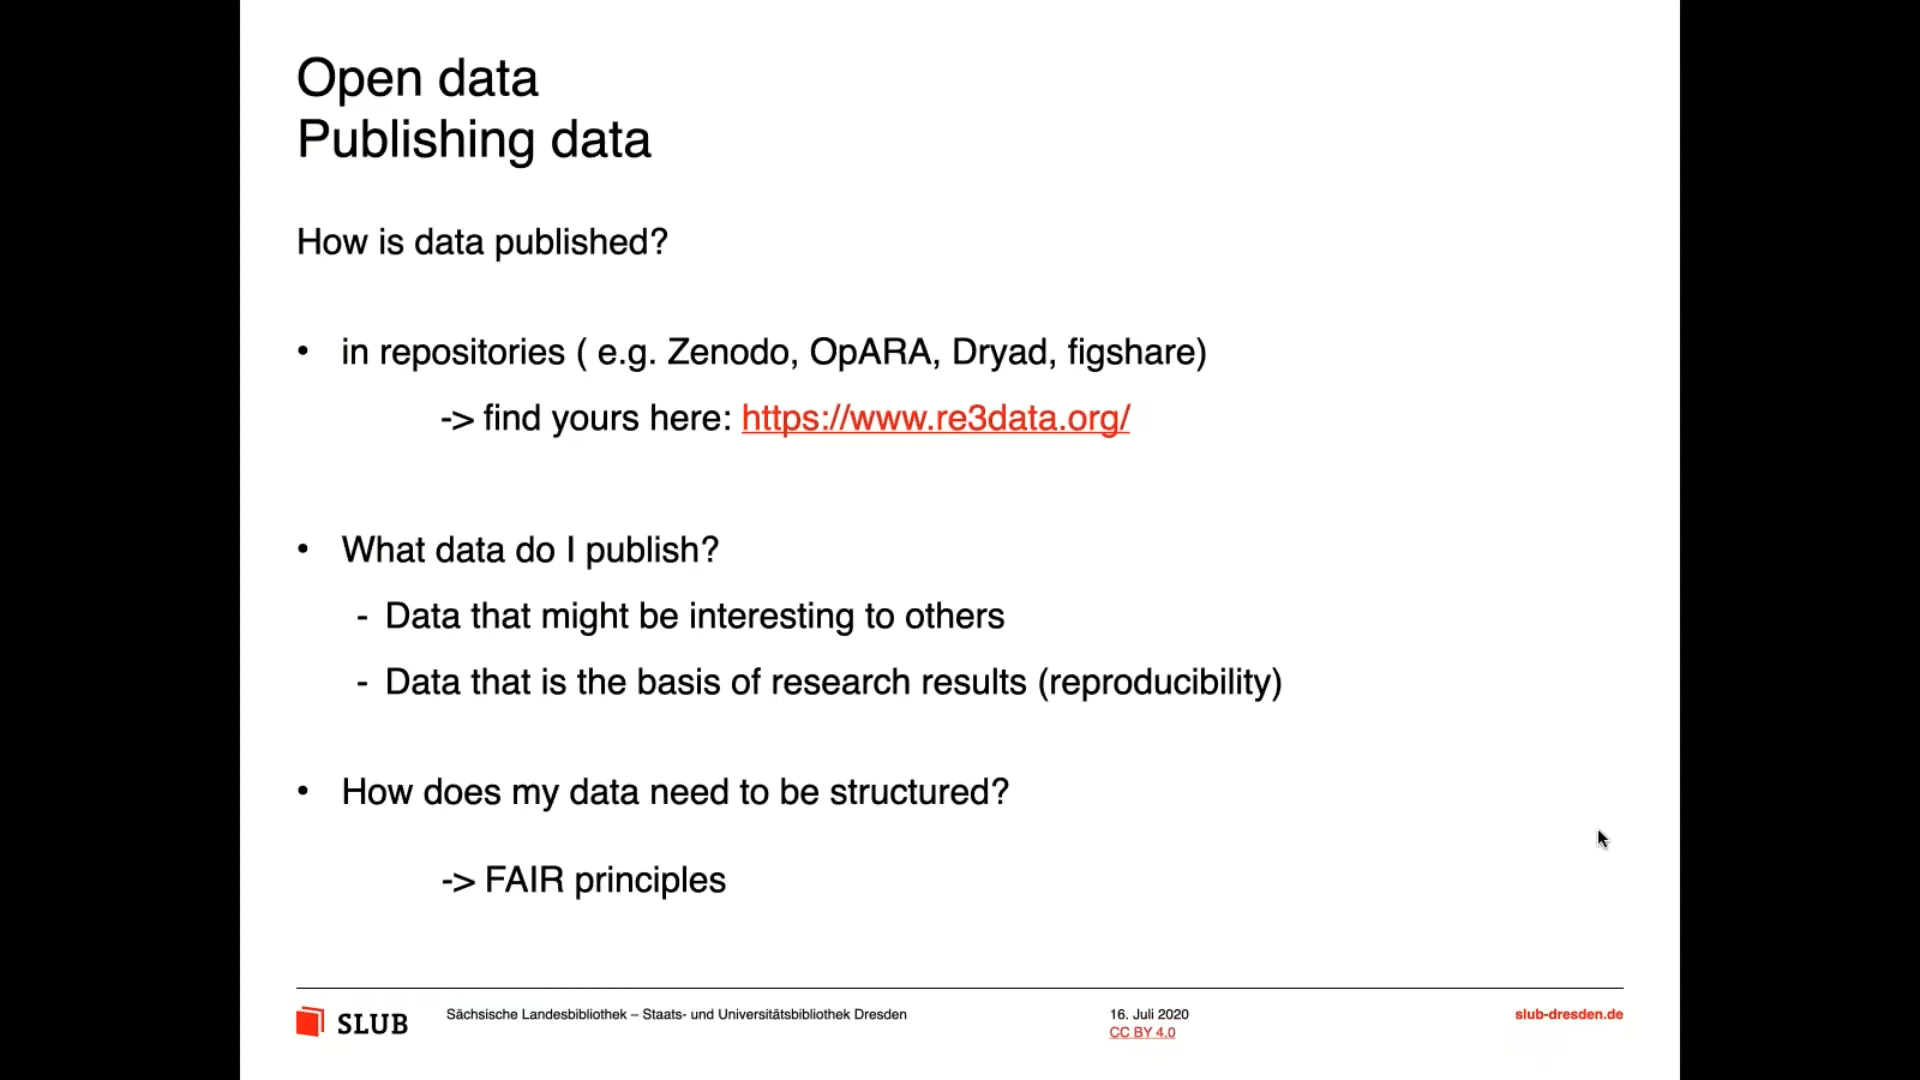 Open data
Publishing data
How is data published?
• in repositories ( e.g. Zenodo, OpARA, Dryad, figshare)
-> find yours here: https://www.re3data.org/
• What data do I publish?
- Data that might be interesting to others
- Data that is the basis of research results (reproducibility)
• How does my data need to be structured?
-> FAIR principles
SLUB
Sächsische Landesbibliothek – Staats- und Universitätsbibliothek Dresden
16. Juli 2020
CC BY 4.0
slub-dresden.de